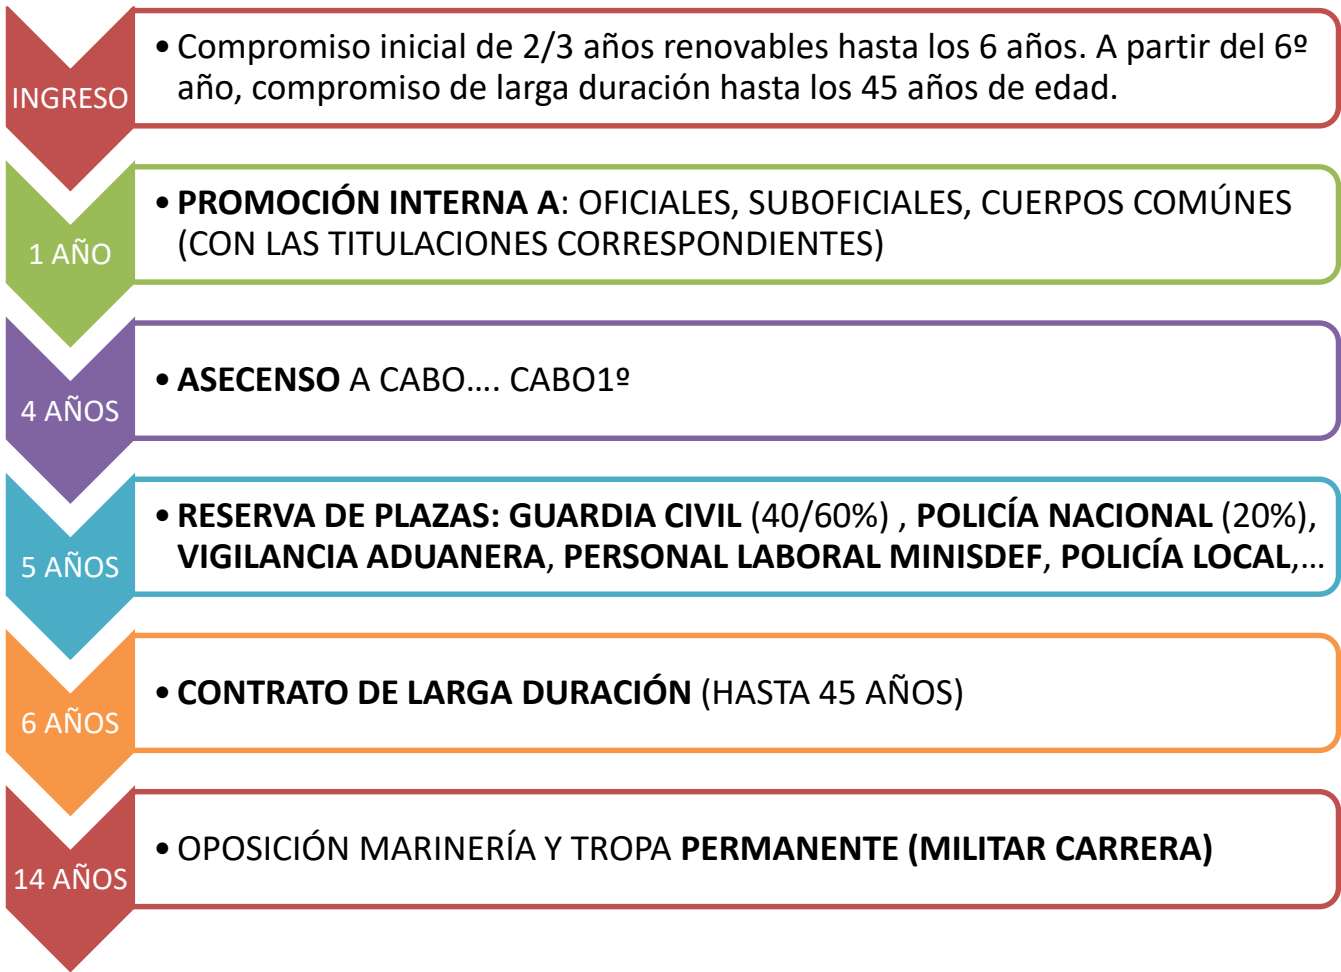 INGRESO
• Compromiso inicial de 2/3 años renovables hasta los 6 años. A partir del 6º
año, compromiso de larga duración hasta los 45 años de edad.
1 AÑO
• PROMOCIÓN INTERNA A: OFICIALES, SUBOFICIALES, CUERPOS COMÚNES
(CON LAS TITULACIONES CORRESPONDIENTES)
4 AÑOS
• ASECENSO A CABO.... CABO1º
5 AÑOS
• RESERVA DE PLAZAS: GUARDIA CIVIL (40/60%) , POLICÍA NACIONAL (20%),
VIGILANCIA ADUANERA, PERSONAL LABORAL MINISDEF, POLICÍA LOCAL,...
6 AÑOS
• CONTRATO DE LARGA DURACIÓN (HASTA 45 AÑOS)
14 AÑOS
• OPOSICIÓN MARINERÍA Y TROPA PERMANENTE (MILITAR CARRERA)